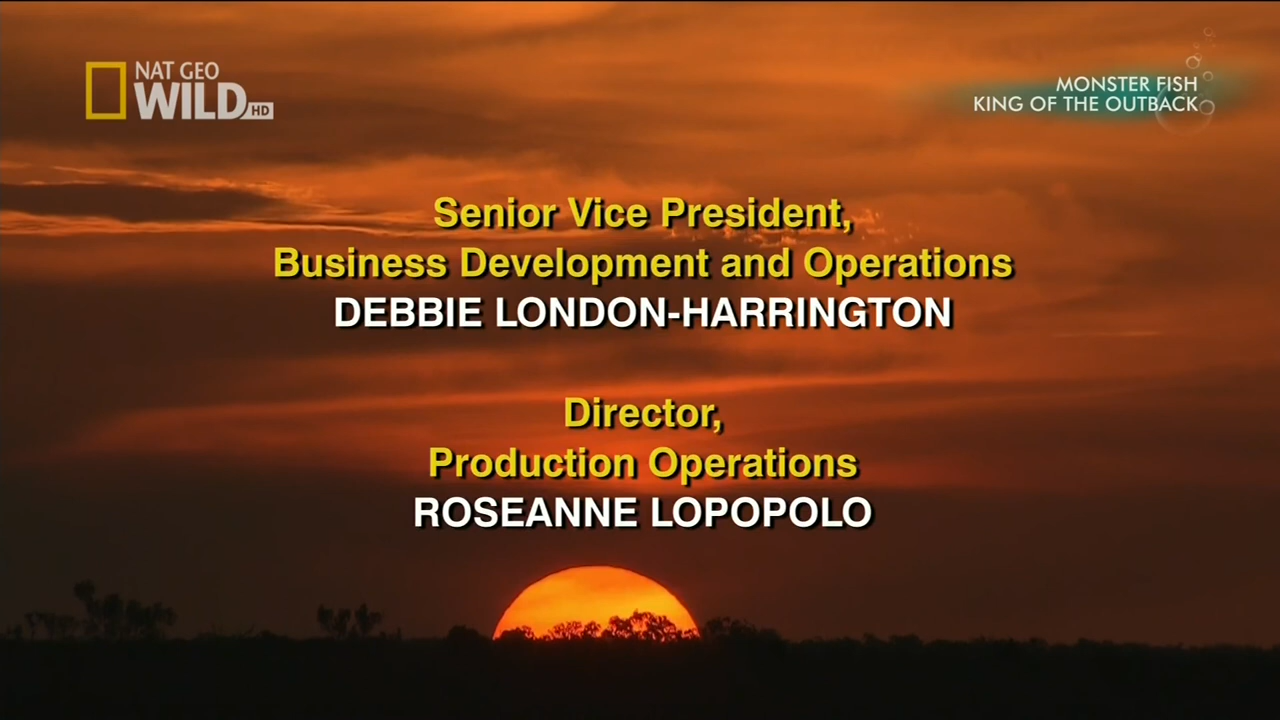 NAT GEO
WILD HD
MONSTER FISH
KING OF THE OUTBACK
Senior Vice President,
Business Development and Operations
DEBBIE LONDON-HARRINGTON
Director,
Production Operations
ROSEANNE LOPOPOLO